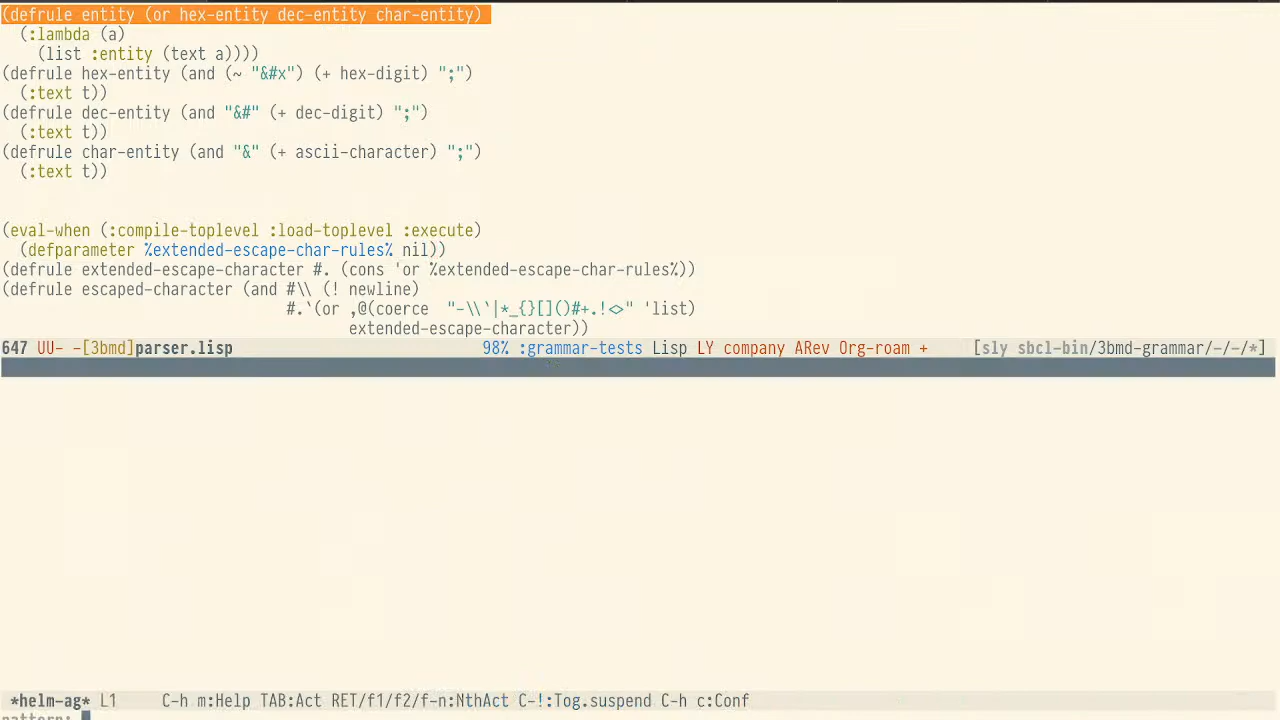 (defrule entity (or hex-entity dec-entity char-entity)
  (:lambda (a)
    (list :entity (text a))))
(defrule hex-entity (and (~ "&#x") (+ hex-digit) ";")
  (:text t))
(defrule dec-entity (and "&#" (+ dec-digit) ";")
  (:text t))
(defrule char-entity (and "&" (+ ascii-character) ";")
  (:text t))
(eval-when (:compile-toplevel :load-toplevel :execute)
  (defparameter %extended-escape-char-rules% nil))
(defrule extended-escape-character #. (cons 'or %extended-escape-char-rules%))
(defrule escaped-character (and #\\ (! newline)
                                #.`(or ,@(coerce  "-\\`|*_{}[]()#+.!<>" 'list)
                                       extended-escape-character))
647 UU- -[3bmd]parser.lisp 98% :grammar-tests Lisp LY company ARev Org-roam + [sly sbcl-bin/3bmd-grammar/-/-/*]
*helm-ag* L1 C-h m:Help TAB:Act RET/f1/f2/f-n:NthAct C-!:Tog.suspend C-h c:Conf
pattern: